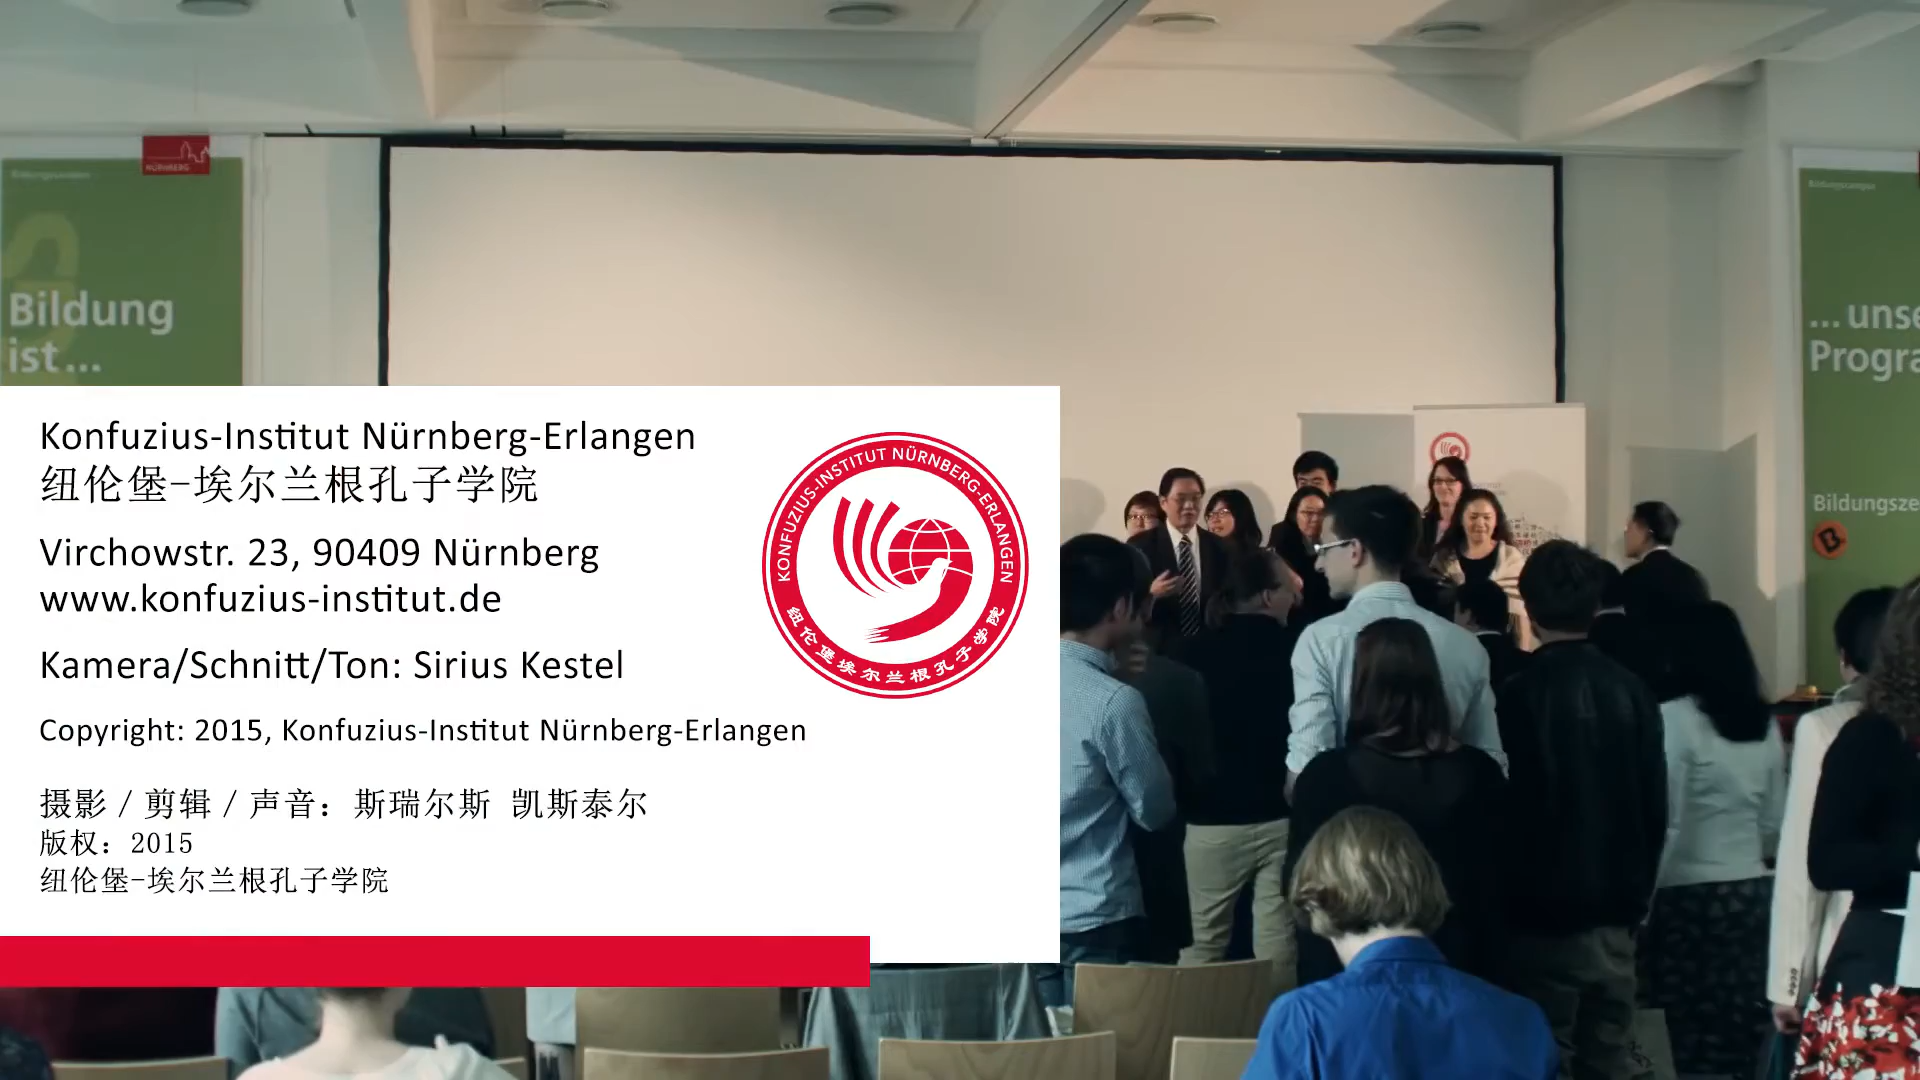 NÜRNBERG
Bildung
ist...
...unse
Progra
Bildungsze
Konfuzius-Institut Nürnberg-Erlangen
纽伦堡-埃尔兰根孔子学院
Virchowstr. 23, 90409 Nürnberg
www.konfuzius-institut.de
Kamera/Schnitt/Ton: Sirius Kestel
Copyright: 2015, Konfuzius-Institut Nürnberg-Erlangen
摄影 / 剪辑 / 声音：斯瑞尔斯 凯斯泰尔
版权：2015
纽伦堡-埃尔兰根孔子学院
KONFUZIUS-INSTITUT NÜRNBERG-ERLANGEN
纽伦堡埃尔兰根孔子学院